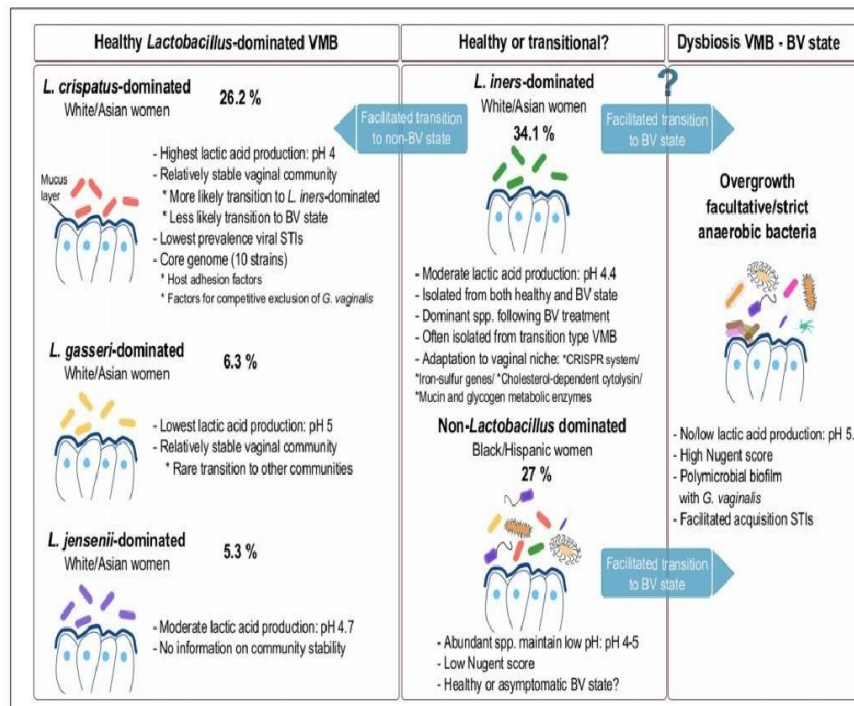 Healthy Lactobacillus-dominated VMB
L. crispatus-dominated
White/Asian women
26.2 %
Mucus
layer
- Highest lactic acid production: pH 4
- Relatively stable vaginal community
* More likely transition to L. iners-dominated
* Less likely transition to BV state
- Lowest prevalence viral STIs
- Core genome (10 strains)
* Host adhesion factors
* Factors for competitive exclusion of G. vaginalis
L. gasseri-dominated
White/Asian women
6.3 %
- Lowest lactic acid production: pH 5
- Relatively stable vaginal community
* Rare transition to other communities
L. jensenii-dominated
White/Asian women
5.3 %
- Moderate lactic acid production: pH 4.7
- No information on community stability
Healthy or transitional?
L. iners-dominated
White/Asian women
34.1 %
Facilitated transition
to non-BV state
?
Facilitated transition
to BV state
- Moderate lactic acid production: pH 4.4
- Isolated from both healthy and BV state
- Dominant spp. following BV treatment
- Often isolated from transition type VMB
- Adaptation to vaginal niche: *CRISPR system/
*Iron-sulfur genes/ *Cholesterol-dependent cytolysin/
*Mucin and glycogen metabolic enzymes
Non-Lactobacillus dominated
Black/Hispanic women
27 %
Facilitated transition
to BV state
- Abundant spp. maintain low pH: pH 4-5
- Low Nugent score
- Healthy or asymptomatic BV state?
Dysbiosis VMB - BV state
Overgrowth
facultative/strict
anaerobic bacteria
- No/low lactic acid production: pH 5.
- High Nugent score
- Polymicrobial biofilm
with G. vaginalis
- Facilitated acquisition STIs